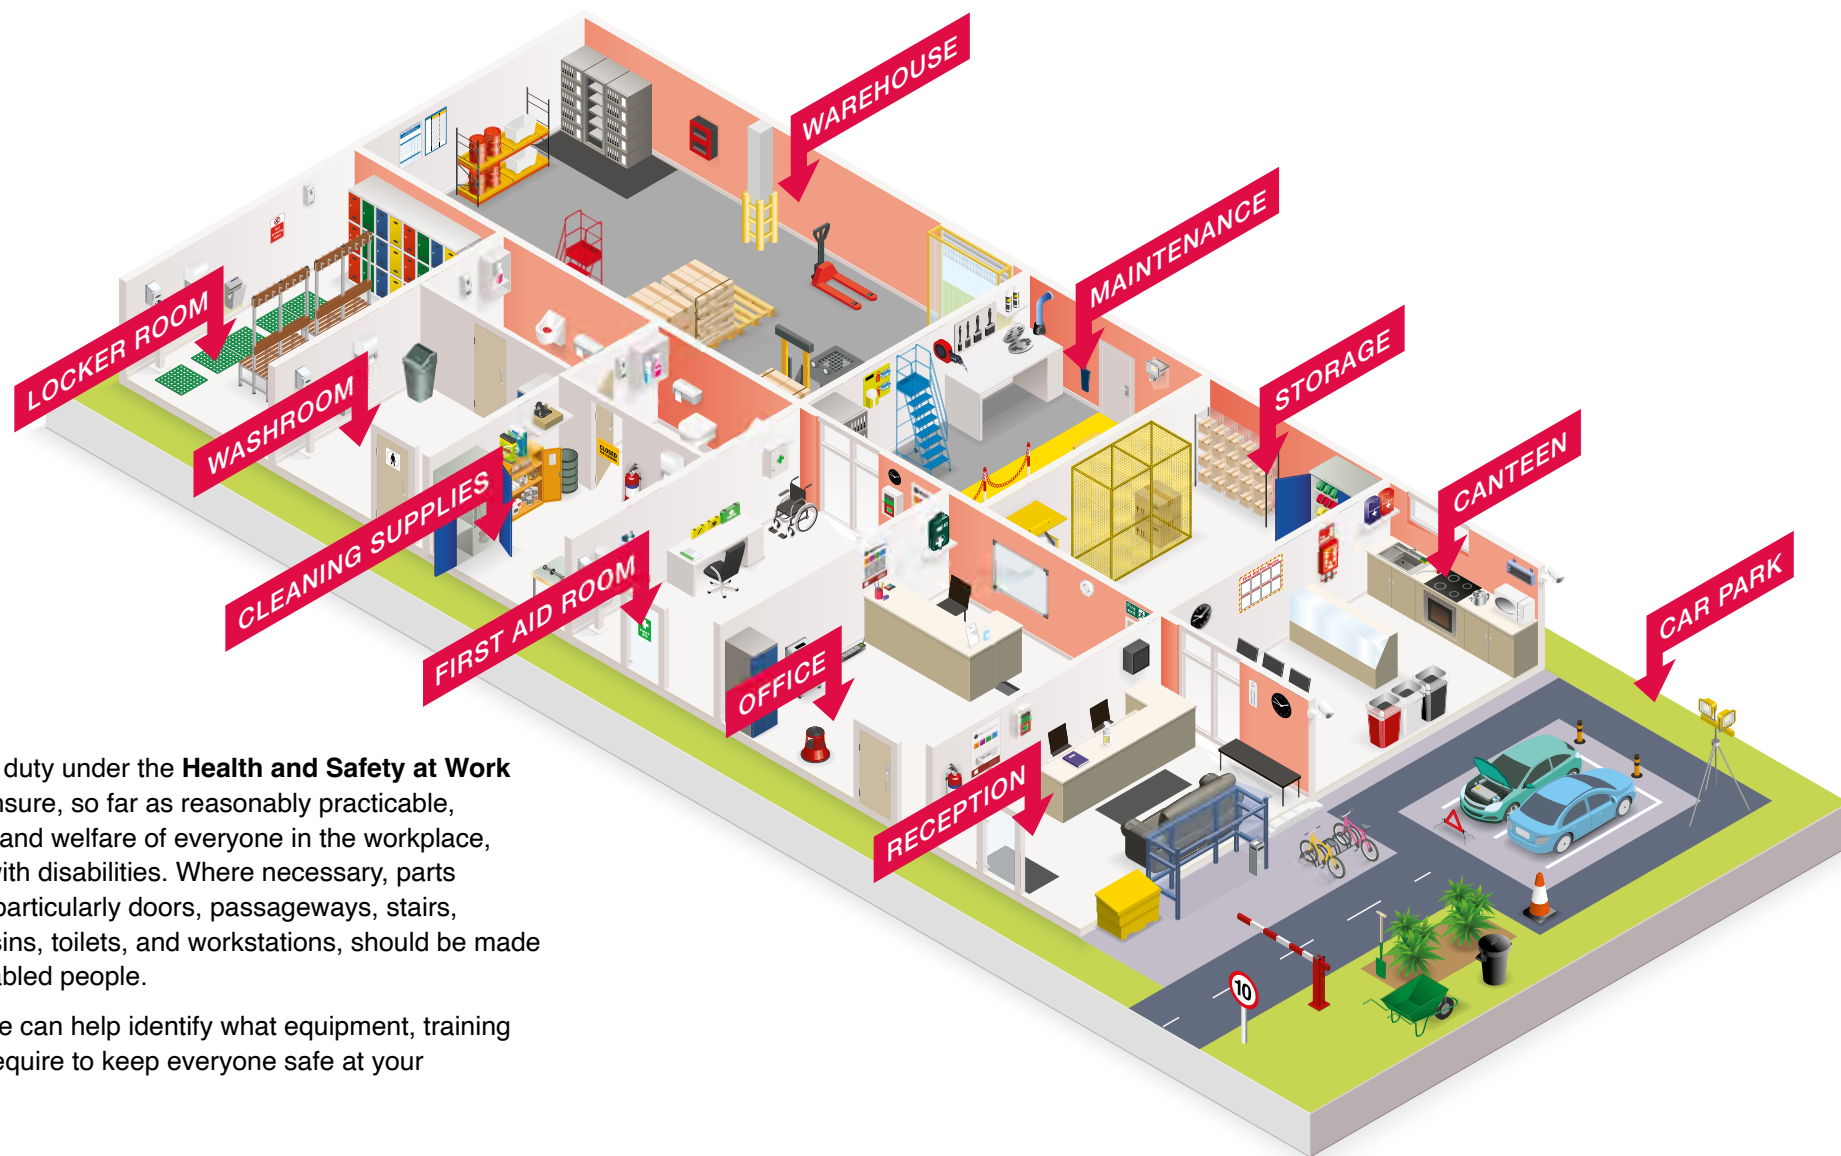 WAREHOUSE
MAINTENANCE
STORAGE
CANTEEN
CAR PARK
LOCKER ROOM
WASHROOM
CLEANING SUPPLIES
FIRST AID ROOM
OFFICE
RECEPTION
CLOSED
10
duty under the Health and Safety at Work
nsure, so far as reasonably practicable,
and welfare of everyone in the workplace,
with disabilities. Where necessary, parts
particularly doors, passageways, stairs,
sins, toilets, and workstations, should be made
abled people.
e can help identify what equipment, training
equire to keep everyone safe at your